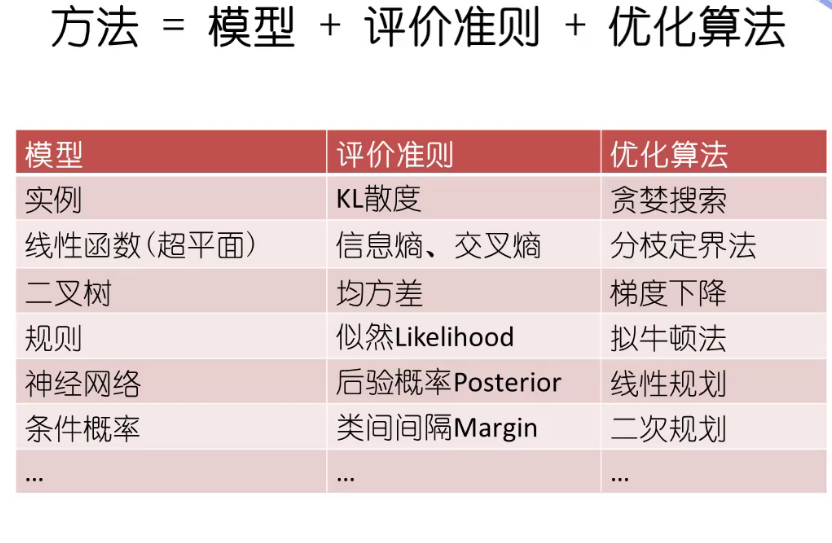 方法 = 模型 + 评价准则 + 优化算法
模型 评价准则 优化算法
实例 KL散度 贪婪搜索
线性函数(超平面) 信息熵、交叉熵 分枝定界法
二叉树 均方差 梯度下降
规则 似然Likelihood 拟牛顿法
神经网络 后验概率Posterior 线性规划
条件概率 类间间隔Margin 二次规划
... ... ...